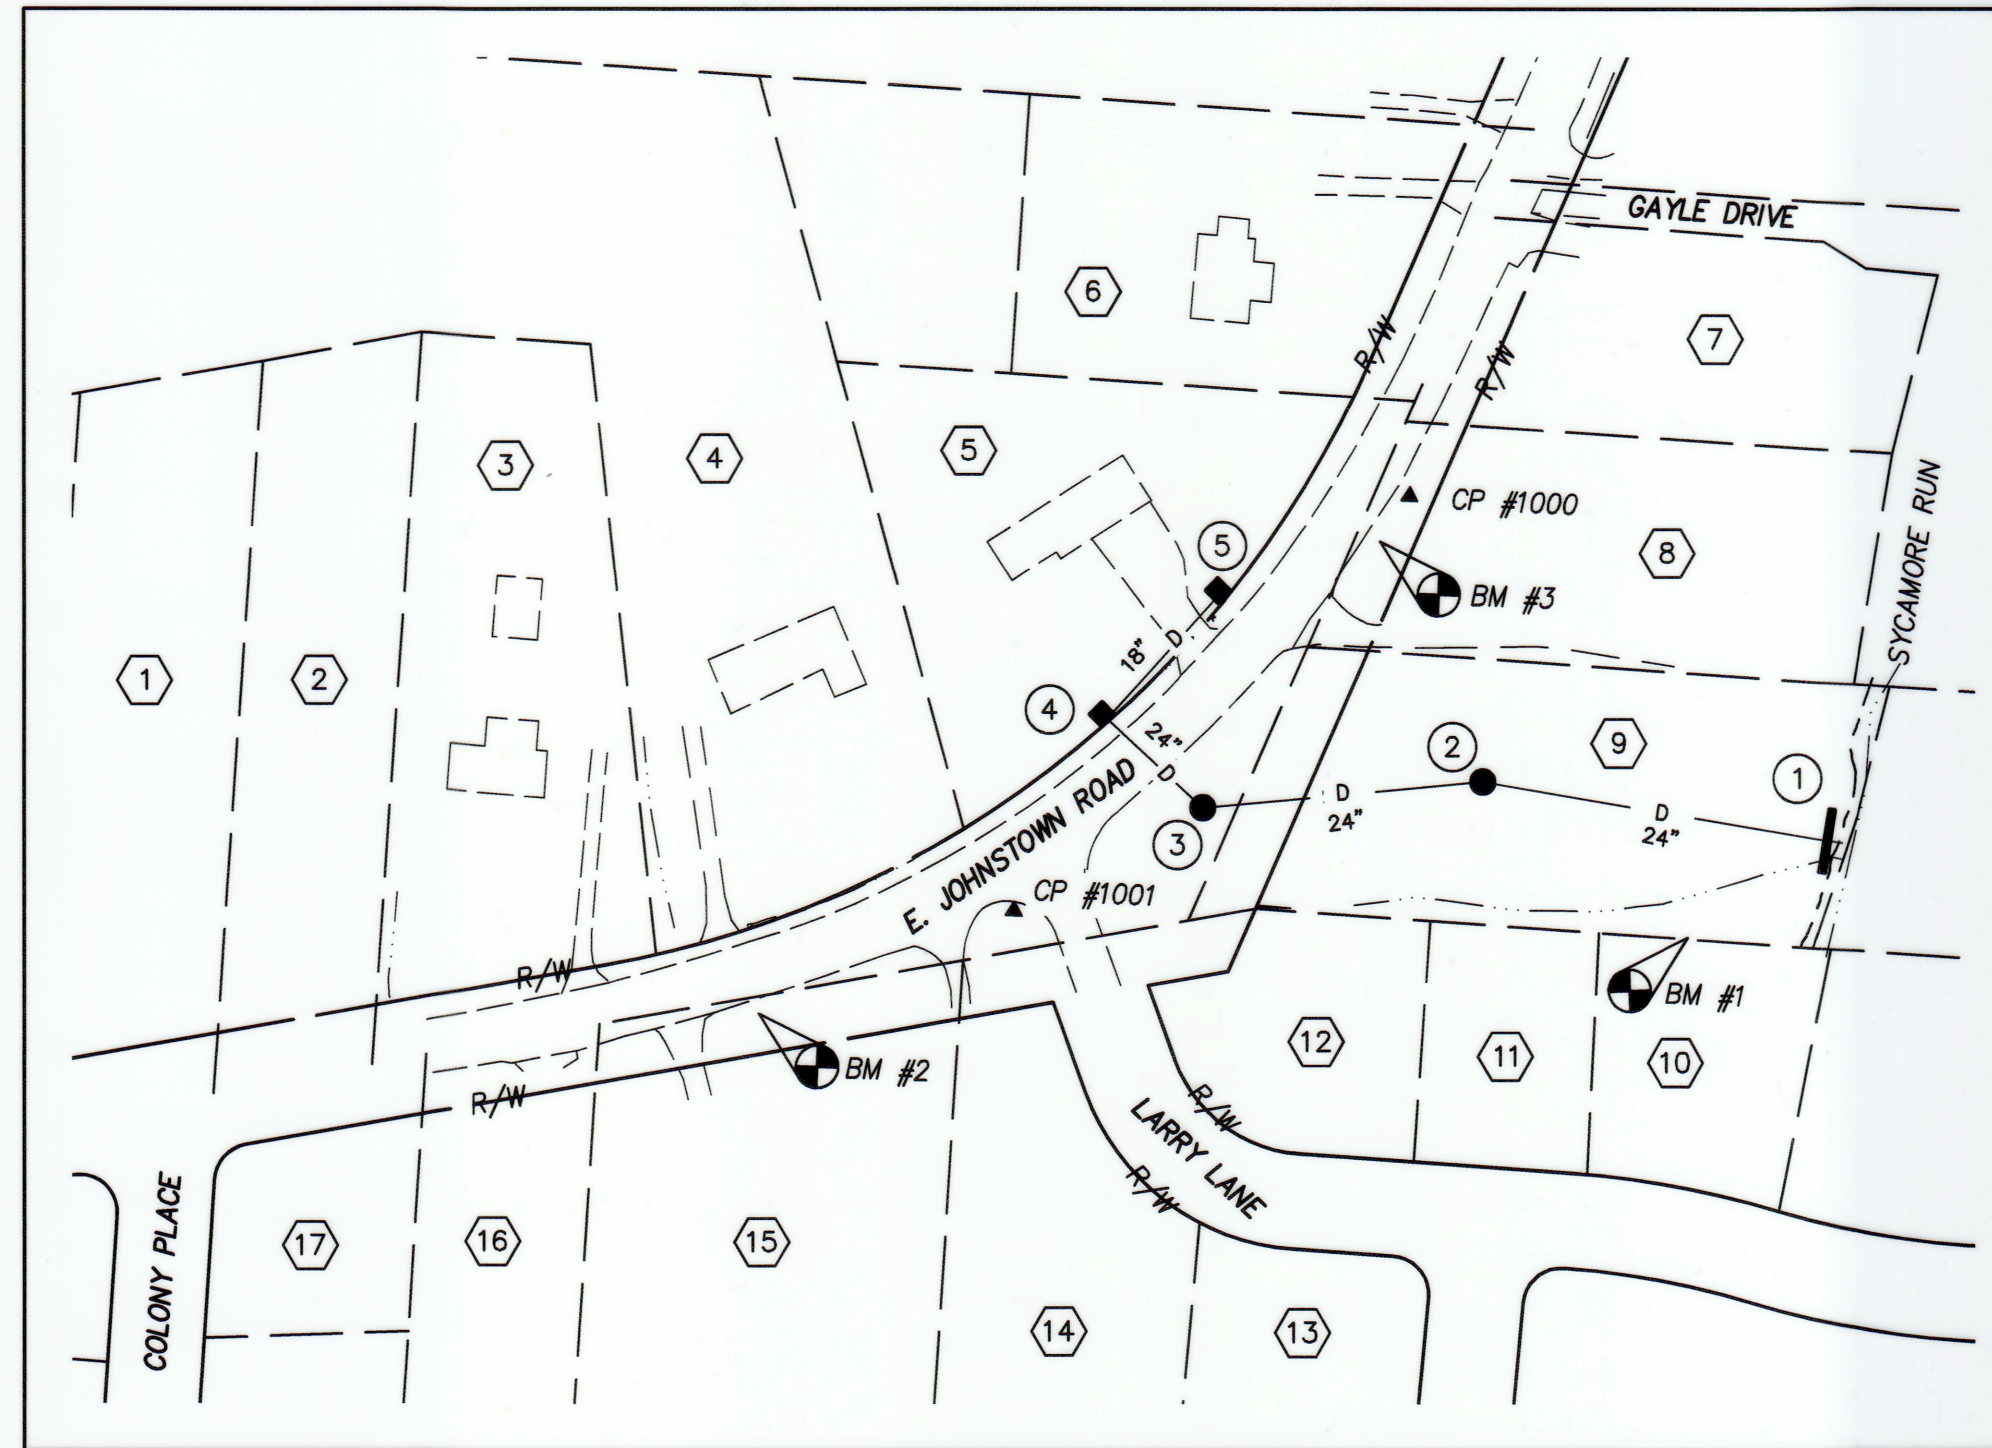 GAYLE DRIVE
6
7
R/W
R/W
5
3
4
CP #1000
SYCAMORE RUN
5
8
BM #3
18"
D
1
2
4
24"
D
2
9
1
D
24"
D
24"
3
E. JOHNSTOWN ROAD
CP #1001
R/W
BM #1
12
11
10
BM #2
R/W
R/W
LARRY LANE
R/W
COLONY PLACE
17
16
15
14
13